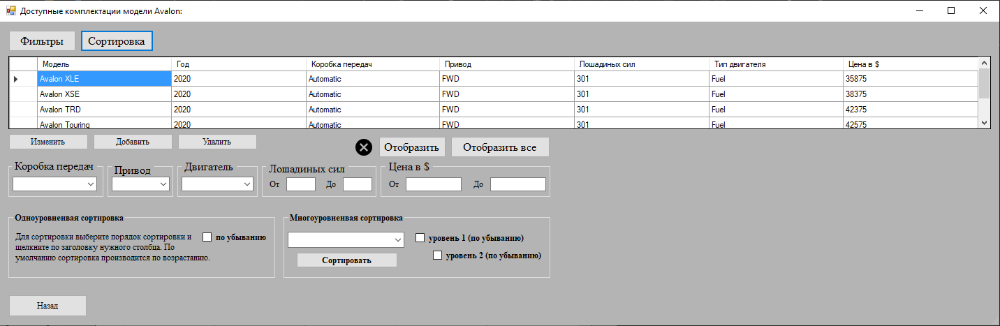 Доступные комплектации модели Avalon:
Фильтры Сортировка
Модель Год Коробка передач Привод Лошадиных сил Тип двигателя Цена в $
Avalon XLE 2020 Automatic FWD 301 Fuel 35875
Avalon XSE 2020 Automatic FWD 301 Fuel 38375
Avalon TRD 2020 Automatic FWD 301 Fuel 42375
Avalon Touring 2020 Automatic FWD 301 Fuel 42575
Изменить Добавить Удалить Отобразить Отобразить все
Коробка передач Привод Двигатель Лошадиных сил Цена в $
От До От До
Одноуровневная сортировка Многоуровненвая сортировка
Для сортировки выберите порядок сортировки и
щелкните по заголовку нужного столбца. По
умолчанию сортировка производится по возрастанию.
по убыванию
уровень 1 (по убыванию)
уровень 2 (по убыванию)
Сортировать
Назад